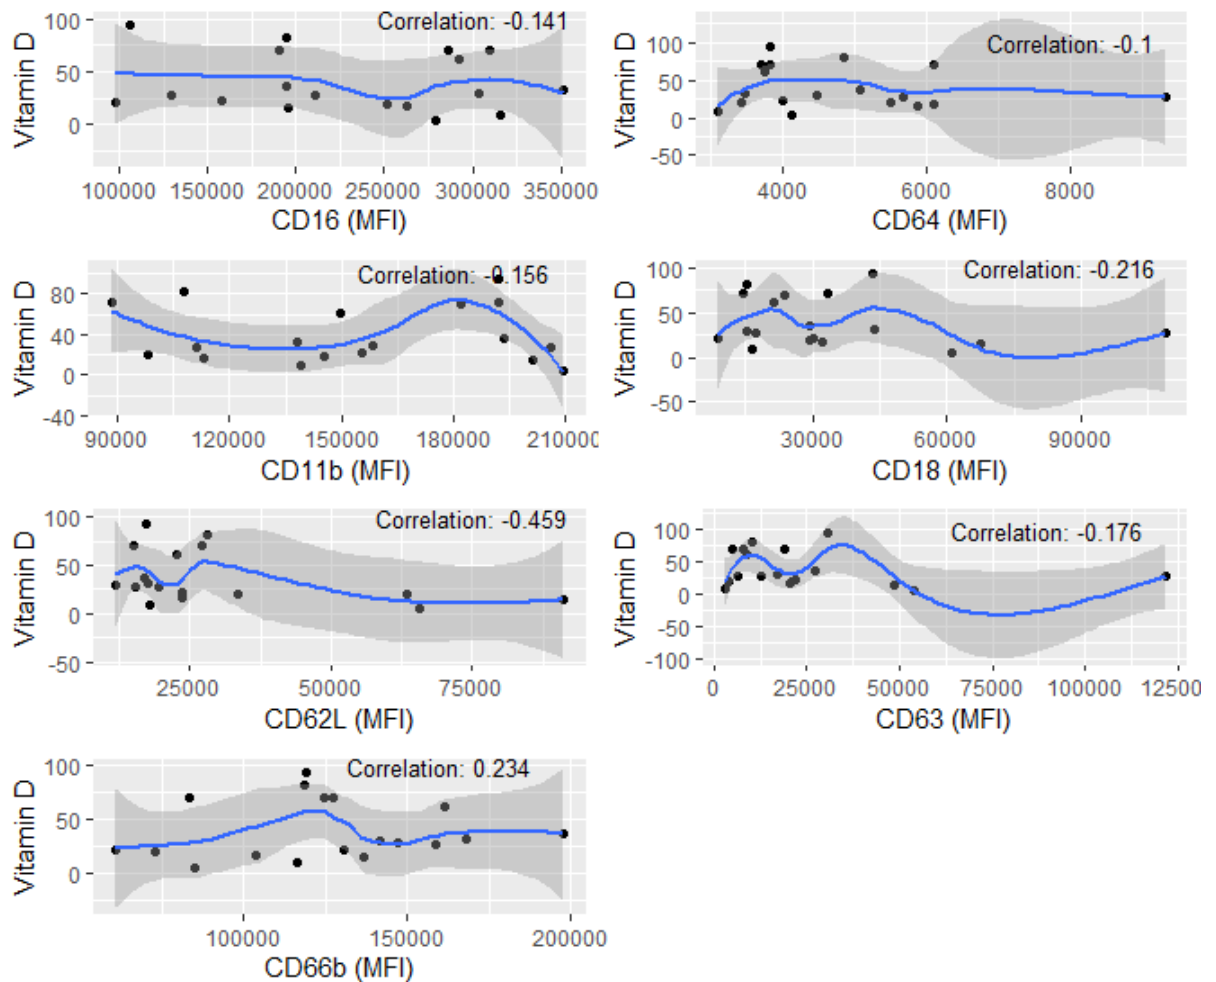 Correlation: -0.141
Vitamin D
100
50
0
100000 150000 200000 250000 300000 350000
CD16 (MFI)
Correlation: -0.1
Vitamin D
100
50
0
-50
4000 6000 8000
CD64 (MFI)
Correlation: -0.156
Vitamin D
80
40
0
-40
90000 120000 150000 180000 210000
CD11b (MFI)
Correlation: -0.216
Vitamin D
100
50
0
-50
30000 60000 90000
CD18 (MFI)
Correlation: -0.459
Vitamin D
100
50
0
-50
25000 50000 75000
CD62L (MFI)
Correlation: -0.176
Vitamin D
100
50
0
-50
-100
0 25000 50000 75000 100000 12500
CD63 (MFI)
Correlation: 0.234
Vitamin D
100
50
0
100000 150000 200000
CD66b (MFI)